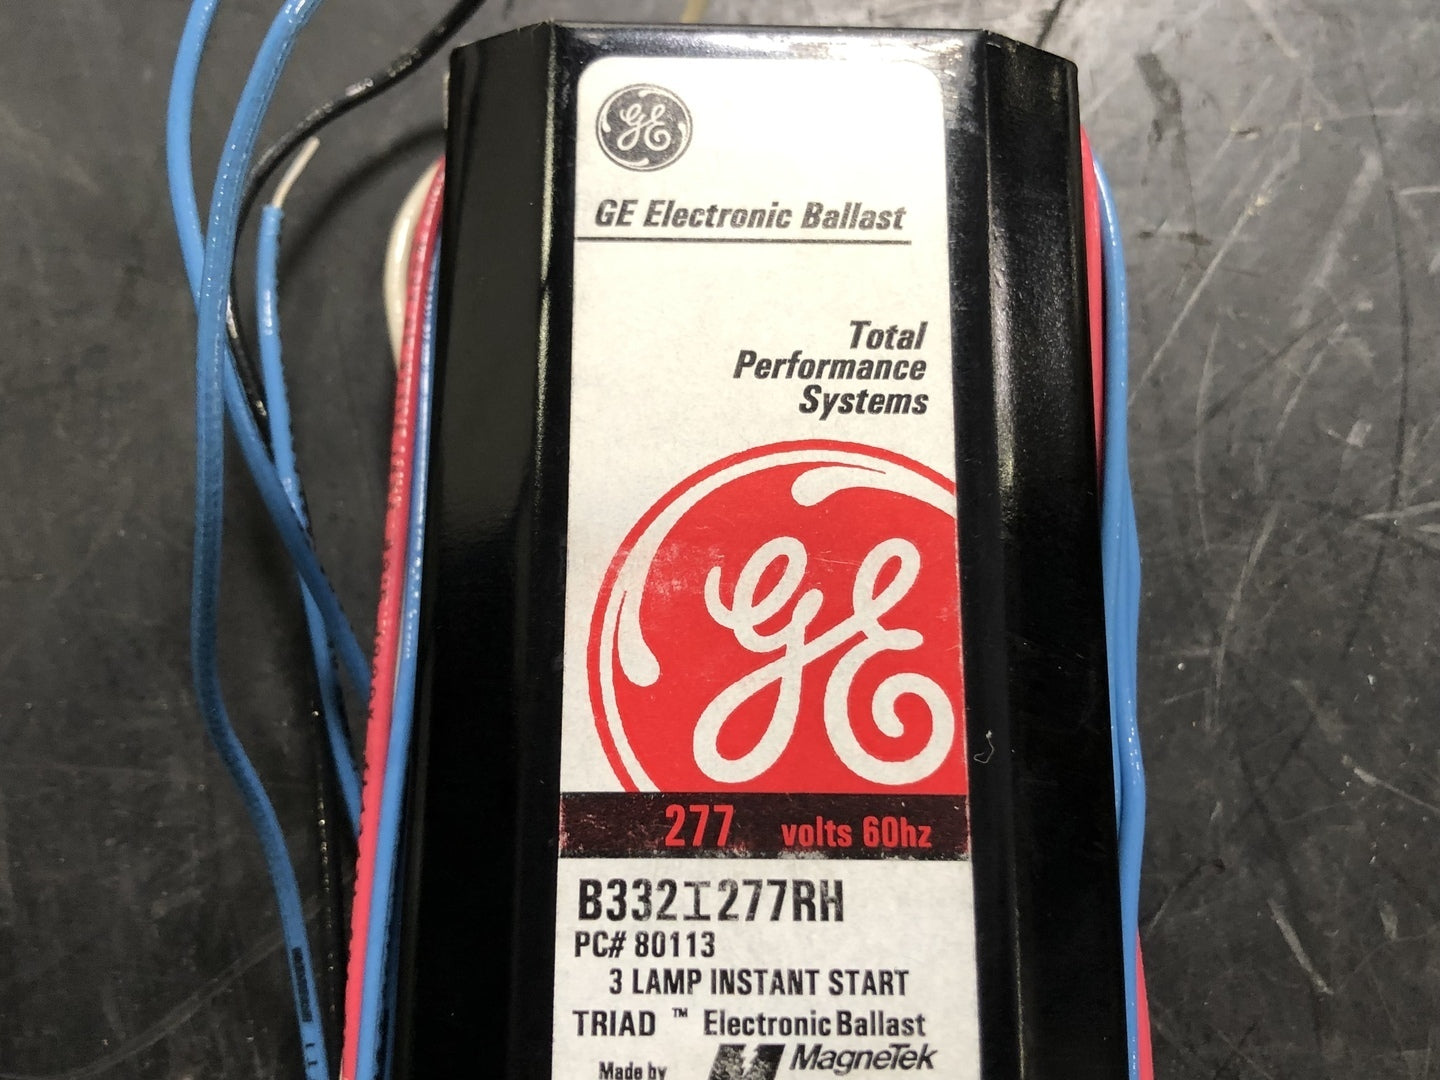 GE
GE Electronic Ballast
Total
Performance
Systems
GE
277 volts 60hz
B332I277RH
PC# 80113
3 LAMP INSTANT START
TRIAD ™ Electronic Ballast
Made by MagneTek